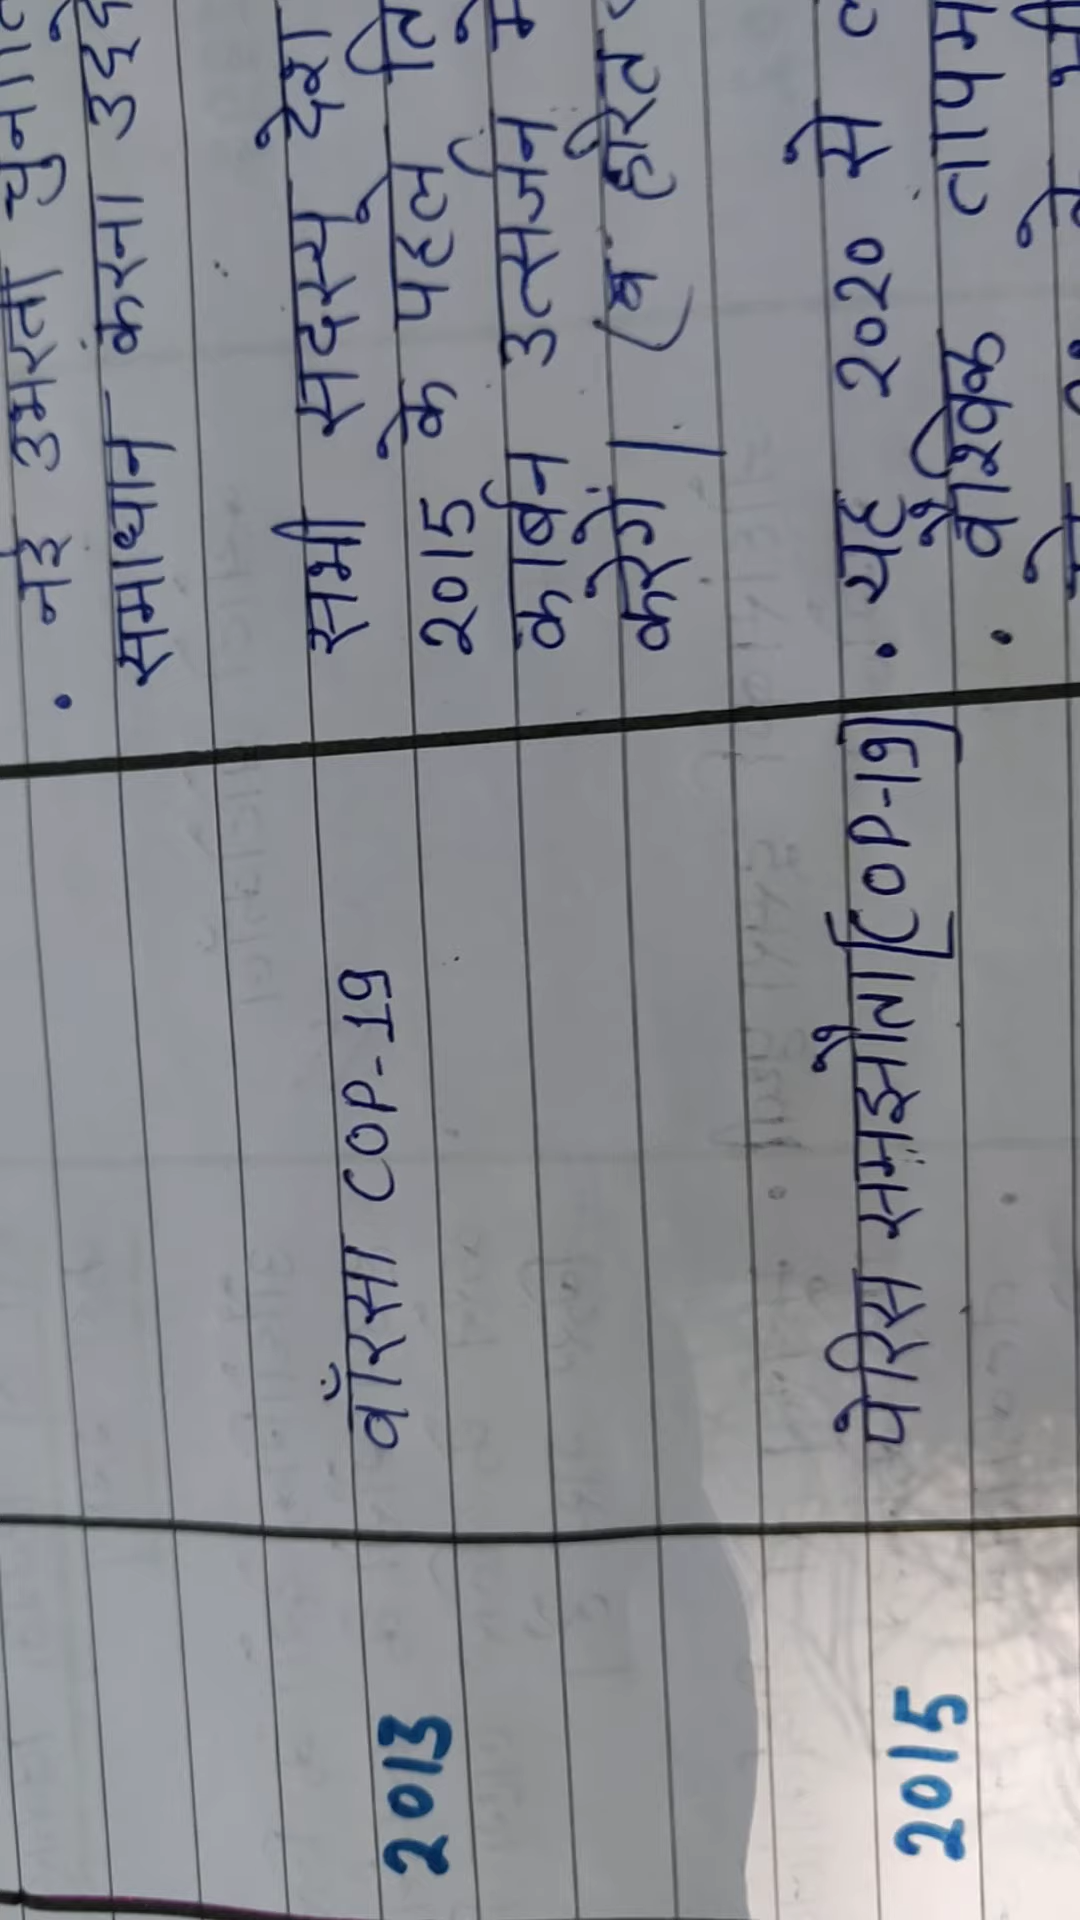 . नई उभरती
समाधान करना
2013 वॉरसा COP-19 सभी सदस्य देश
2015 के पहल
कार्बन उत्सर्जन
करेंगे | (व हरित
2015 पेरिस समझौता [COP-19] . यह 2020 से
. वैश्विक तापम